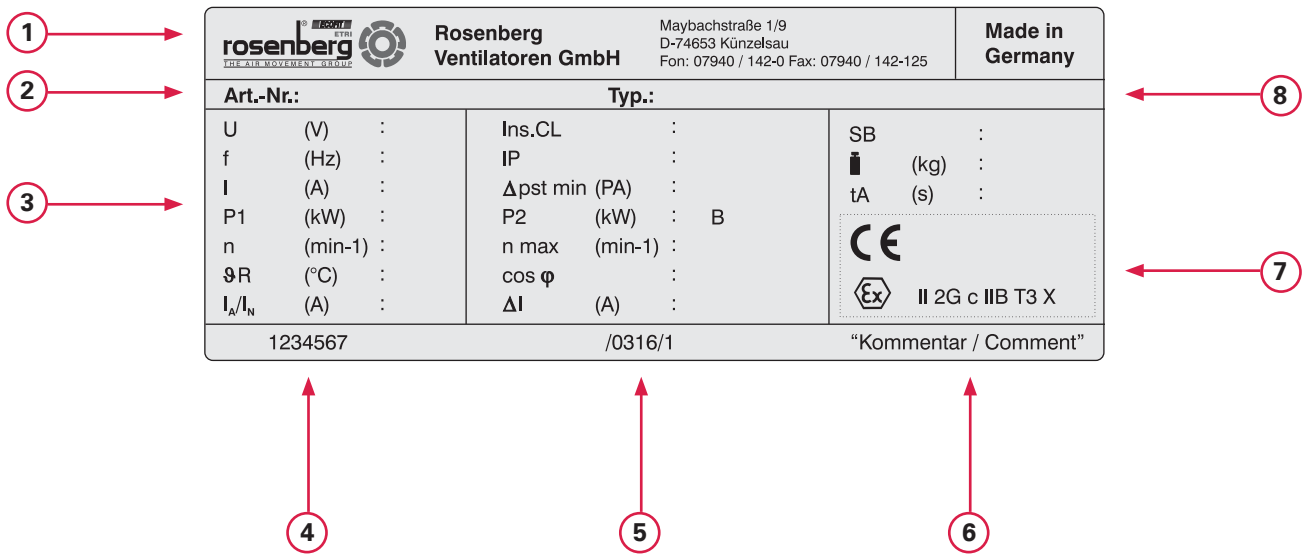 1
® ECOFIT
ETRI
rosenberg
THE AIR MOVEMENT GROUP
Rosenberg
Ventilatoren GmbH
Maybachstraße 1/9
D-74653 Künzelsau
Fon: 07940 / 142-0 Fax: 07940 / 142-125
Made in
Germany
2
Art.-Nr.:
Typ.:
8
3
U (V) :
f (Hz) :
I (A) :
P1 (kW) :
n (min-1) :
ϑR (°C) :
IA/IN (A) :
Ins.CL :
IP :
Δpst min (PA) :
P2 (kW) : B
n max (min-1) :
cos φ :
ΔI (A) :
SB :
(kg) :
tA (s) :
CE
Ex II 2G c IIB T3 X
7
1234567
/0316/1
“Kommentar / Comment”
4
5
6